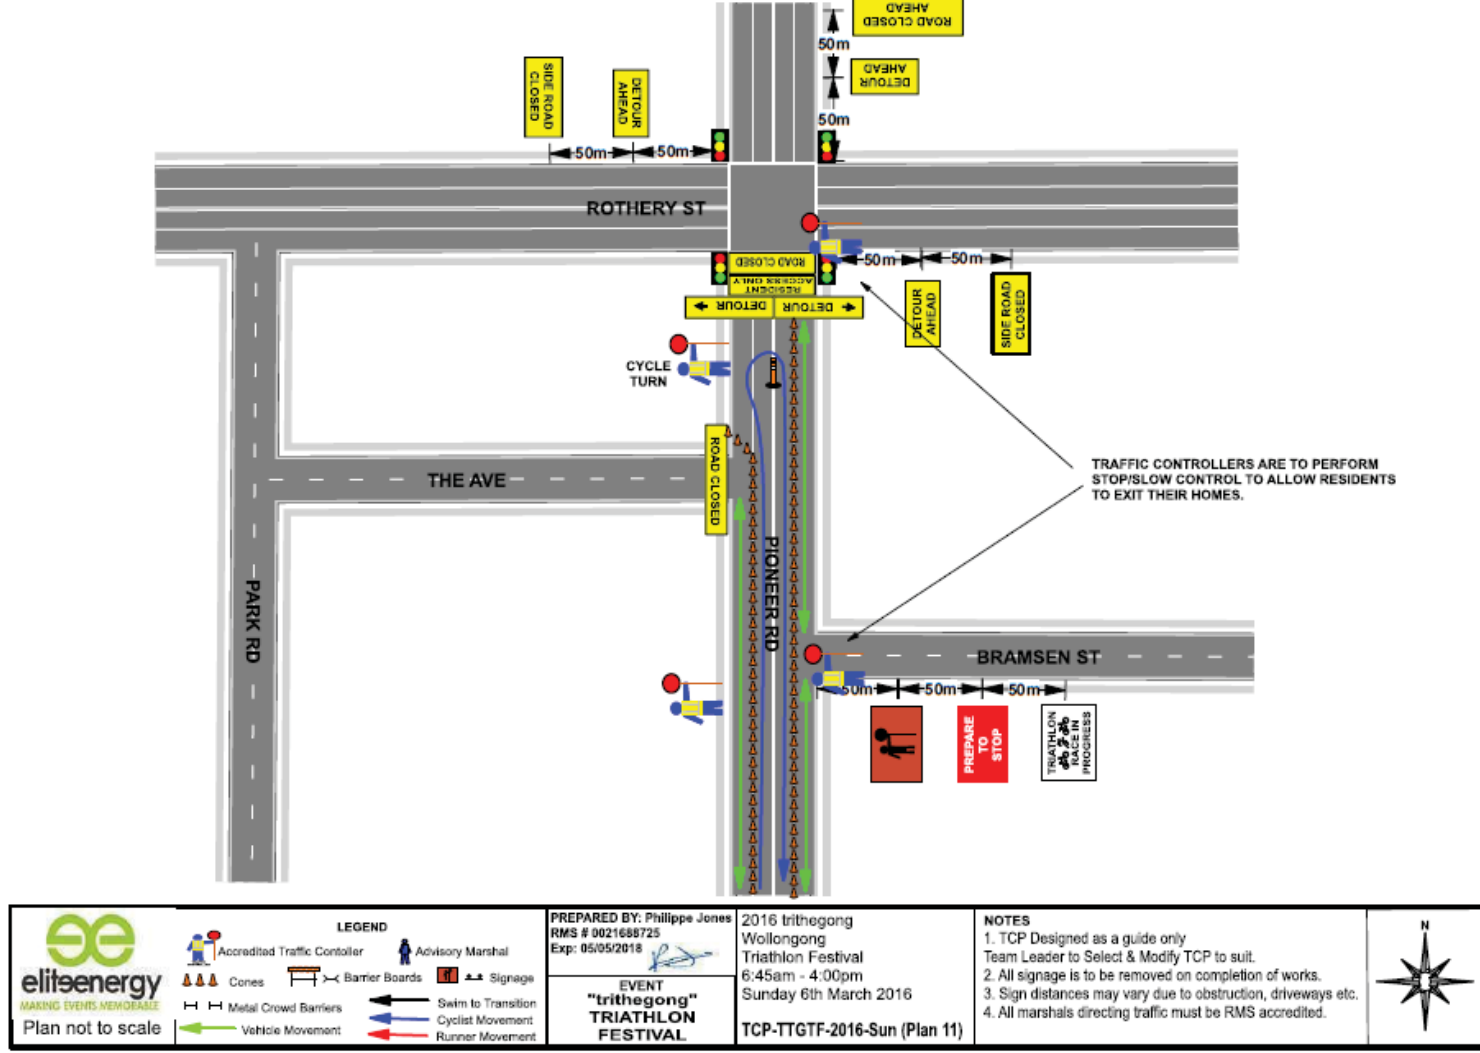 ROAD CLOSED
AHEAD
50m
DETOUR
AHEAD
50m
SIDE ROAD
CLOSED
DETOUR
AHEAD
50m
50m
ROTHERY ST
ROAD CLOSED
RESIDENT
ACCESS ONLY
DETOUR
DETOUR
50m
50m
DETOUR
AHEAD
SIDE ROAD
CLOSED
CYCLE
TURN
ROAD CLOSED
THE AVE
TRAFFIC CONTROLLERS ARE TO PERFORM
STOP/SLOW CONTROL TO ALLOW RESIDENTS
TO EXIT THEIR HOMES.
PIONEER RD
PARK RD
BRAMSEN ST
50m
50m
50m
PREPARE
TO
STOP
TRIATHLON
RACE IN
PROGRESS
eliteenergy
MAKING EVENTS MEMORABLE
Plan not to scale
LEGEND
Accredited Traffic Contoller
Advisory Marshal
Cones
Barrier Boards
Signage
Metal Crowd Barriers
Swim to Transition
Vehicle Movement
Cyclist Movement
Runner Movement
PREPARED BY: Philippe Jones
RMS # 0021688725
Exp: 05/05/2018
EVENT
"trithegong"
TRIATHLON
FESTIVAL
2016 trithegong
Wollongong
Triathlon Festival
6:45am - 4:00pm
Sunday 6th March 2016
TCP-TTGTF-2016-Sun (Plan 11)
NOTES
1. TCP Designed as a guide only
Team Leader to Select & Modify TCP to suit.
2. All signage is to be removed on completion of works.
3. Sign distances may vary due to obstruction, driveways etc.
4. All marshals directing traffic must be RMS accredited.
N